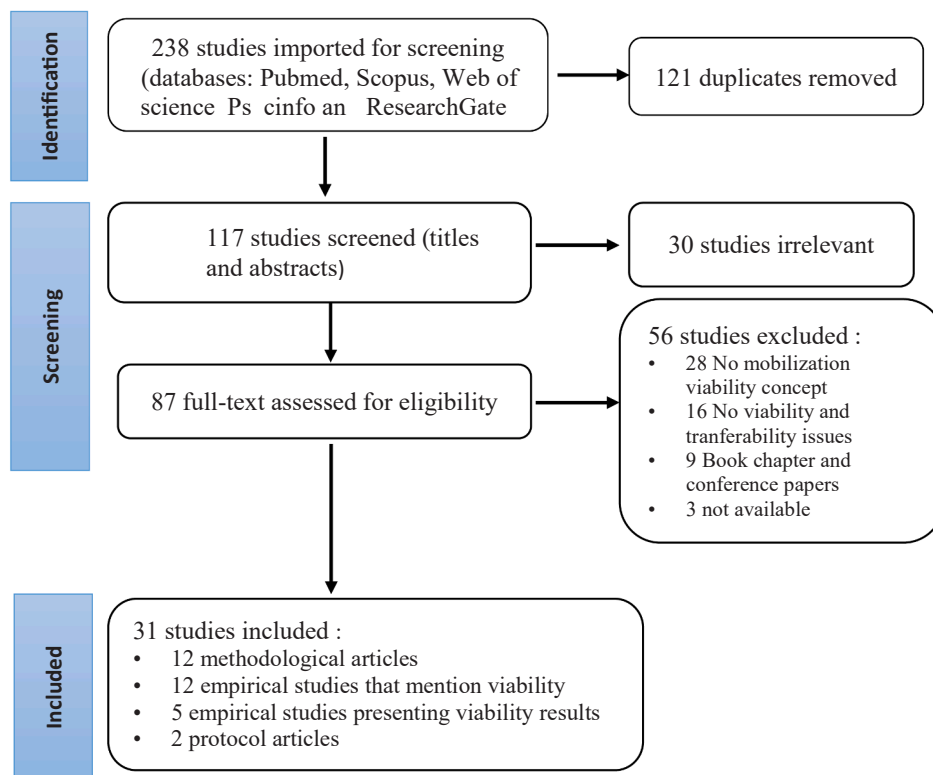 Identification
238 studies imported for screening
(databases: Pubmed, Scopus, Web of
science Ps cinfo an ResearchGate
121 duplicates removed
Screening
117 studies screened (titles
and abstracts)
30 studies irrelevant
87 full-text assessed for eligibility
56 studies excluded :
• 28 No mobilization
viability concept
• 16 No viability and
tranferability issues
• 9 Book chapter and
conference papers
• 3 not available
Included
31 studies included :
• 12 methodological articles
• 12 empirical studies that mention viability
• 5 empirical studies presenting viability results
• 2 protocol articles